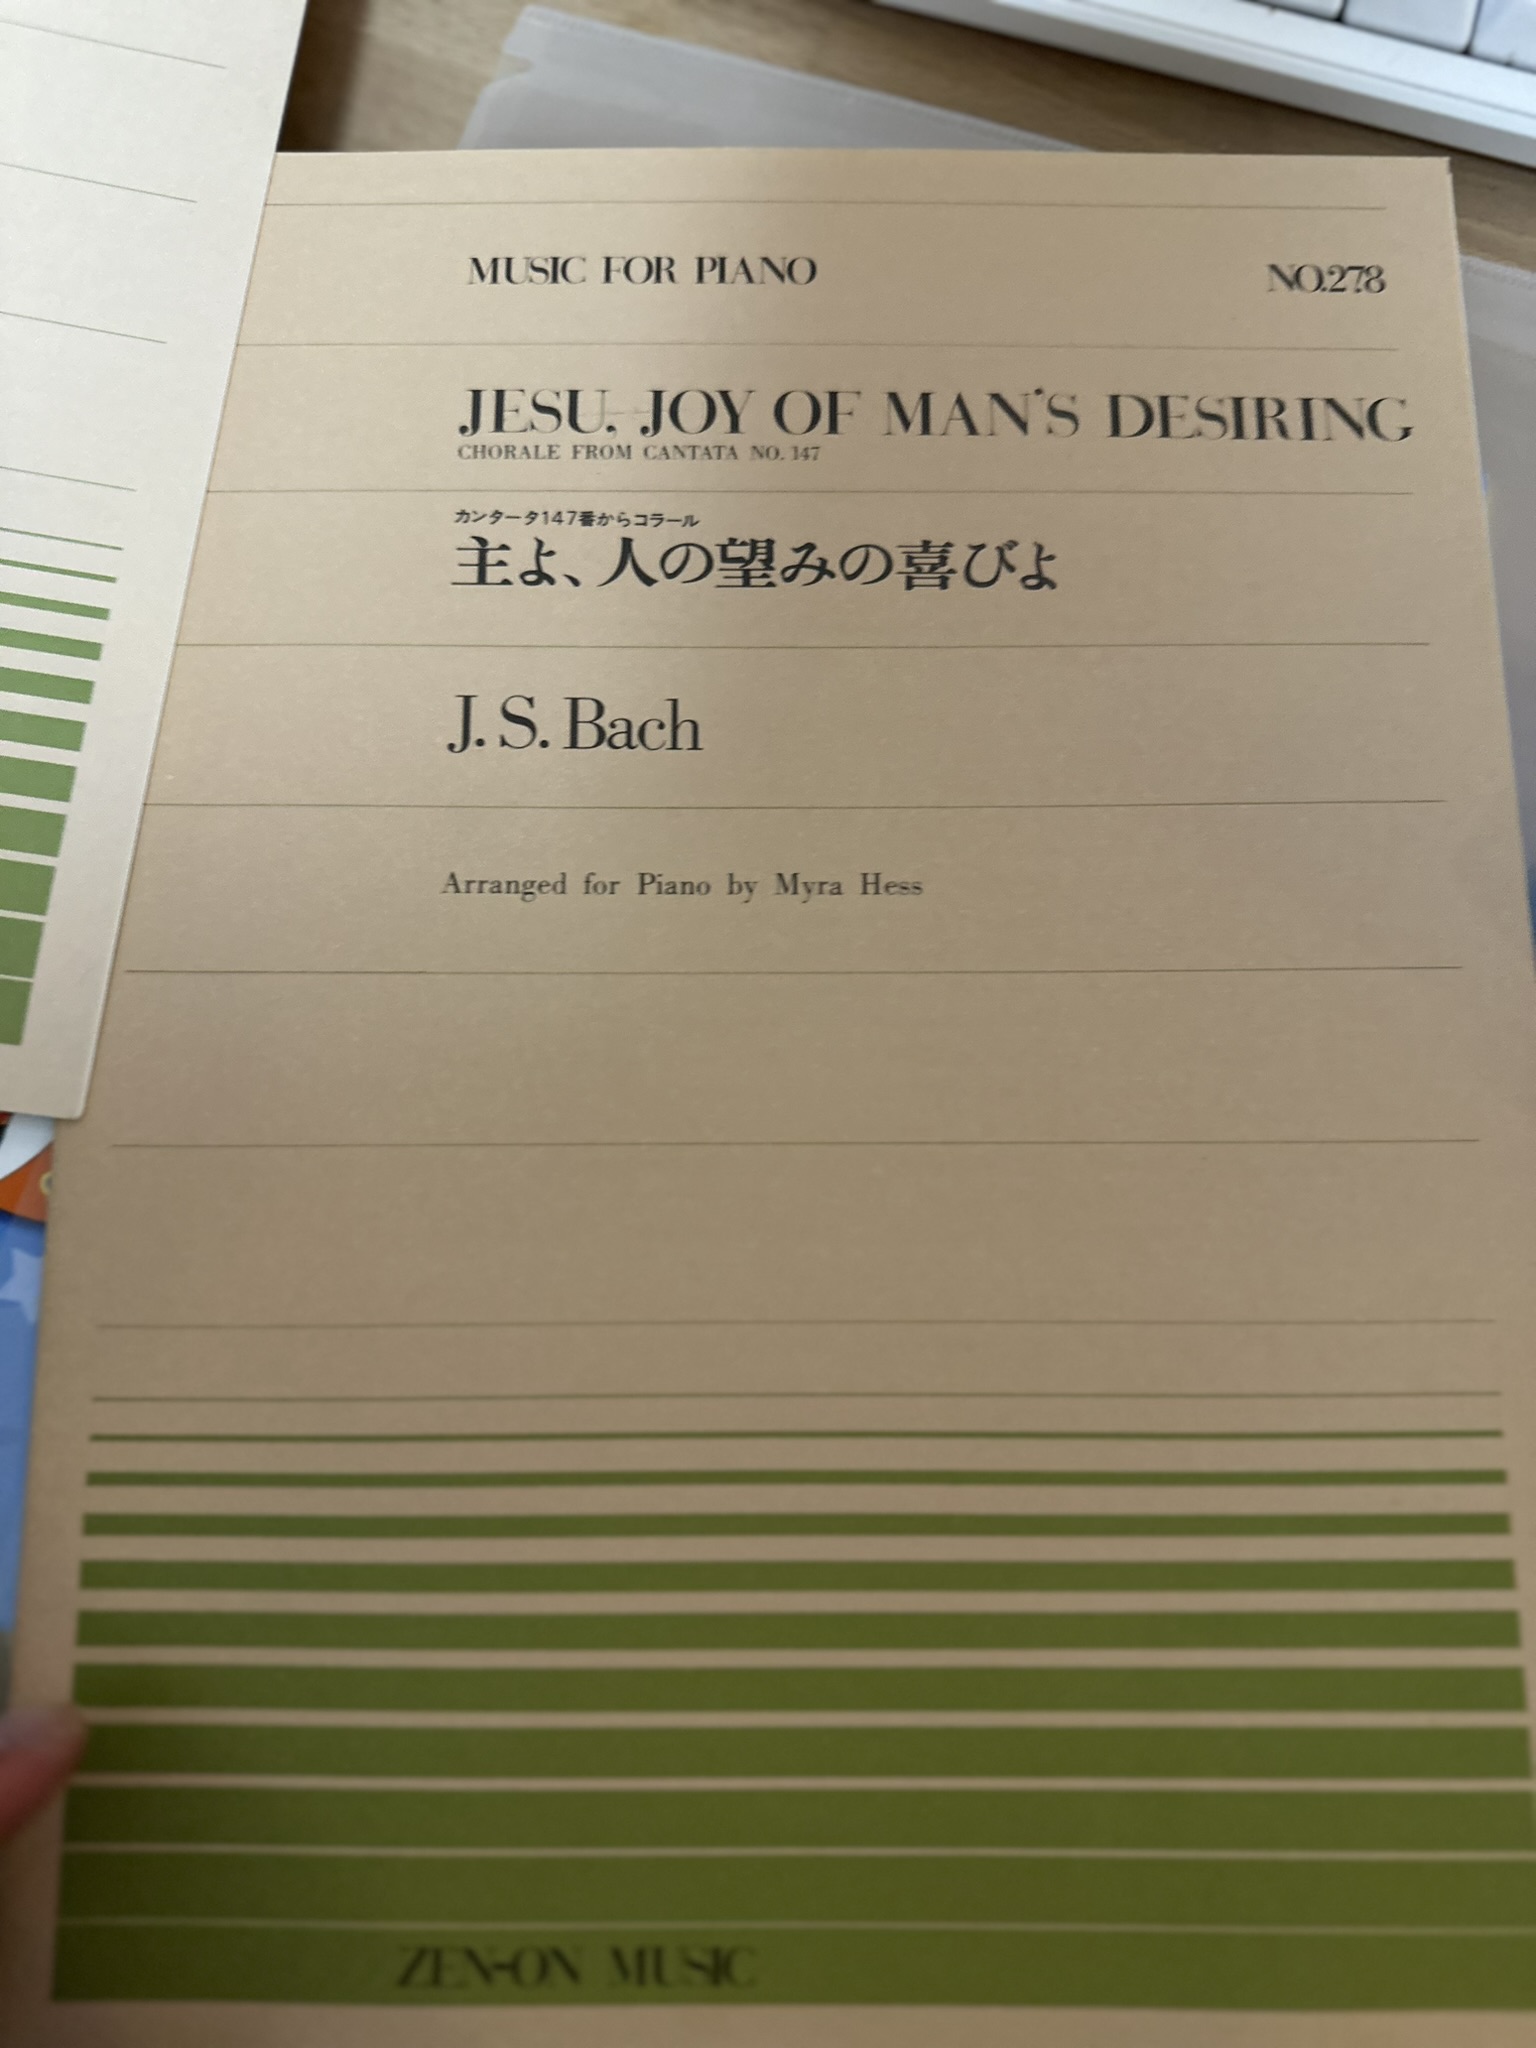 MUSIC FOR PIANO
NO.278
JESU, JOY OF MAN'S DESIRING
CHORALE FROM CANTATA NO. 147
カンタータ147番からコラール
主よ、人の望みの喜びよ
J. S. Bach
Arranged for Piano by Myra Hess
ZEN-ON MUSIC